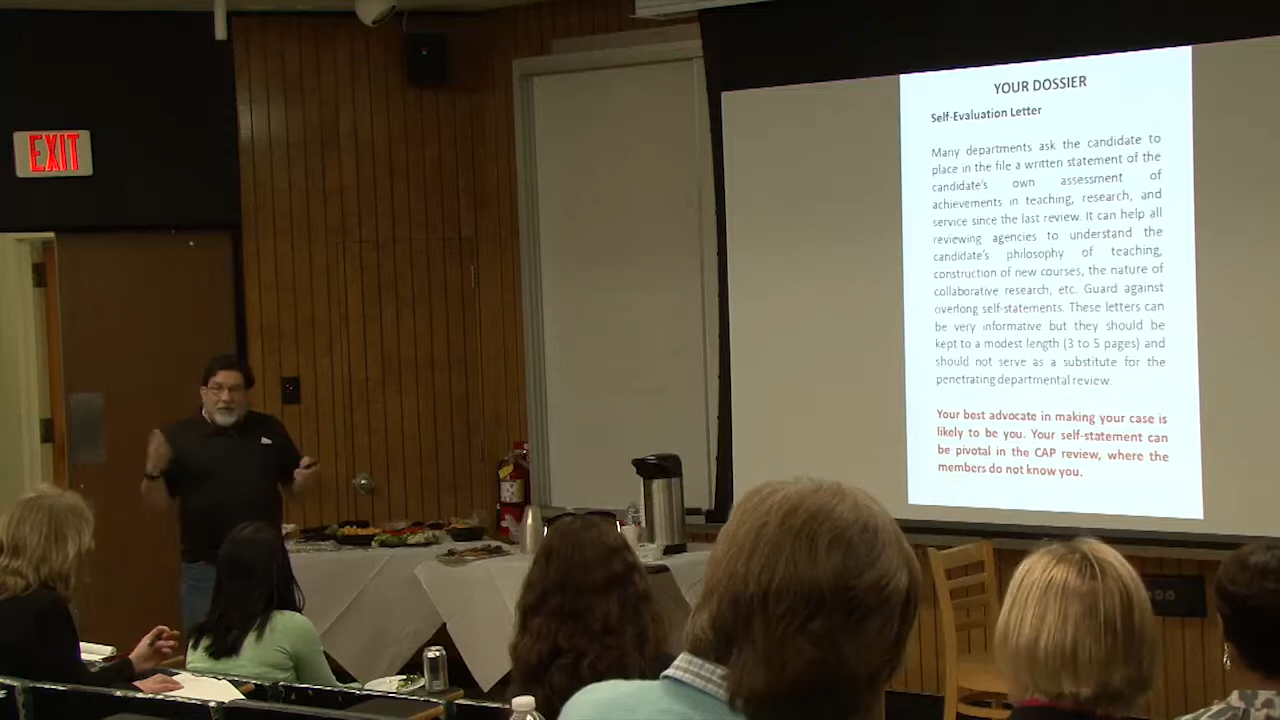 EXIT
YOUR DOSSIER
Self-Evaluation Letter
Many departments ask the candidate to
place in the file a written statement of the
candidate's own assessment of
achievements in teaching, research, and
service since the last review. It can help all
reviewing agencies to understand the
candidate's philosophy of teaching,
construction of new courses, the nature of
collaborative research, etc. Guard against
overlong self-statements. These letters can
be very informative but they should be
kept to a modest length (3 to 5 pages) and
should not serve as a substitute for the
penetrating departmental review.
Your best advocate in making your case is
likely to be you. Your self-statement can
be pivotal in the CAP review, where the
members do not know you.